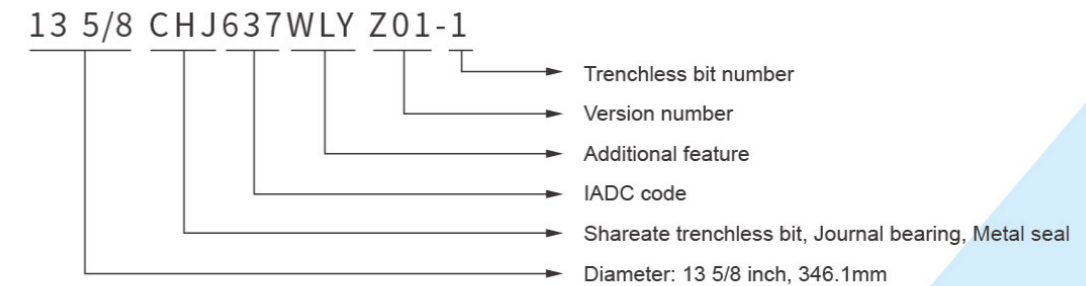 13 5/8 CHJ637WLY Z01-1
Trenchless bit number
Version number
Additional feature
IADC code
Shareate trenchless bit, Journal bearing, Metal seal
Diameter: 13 5/8 inch, 346.1mm